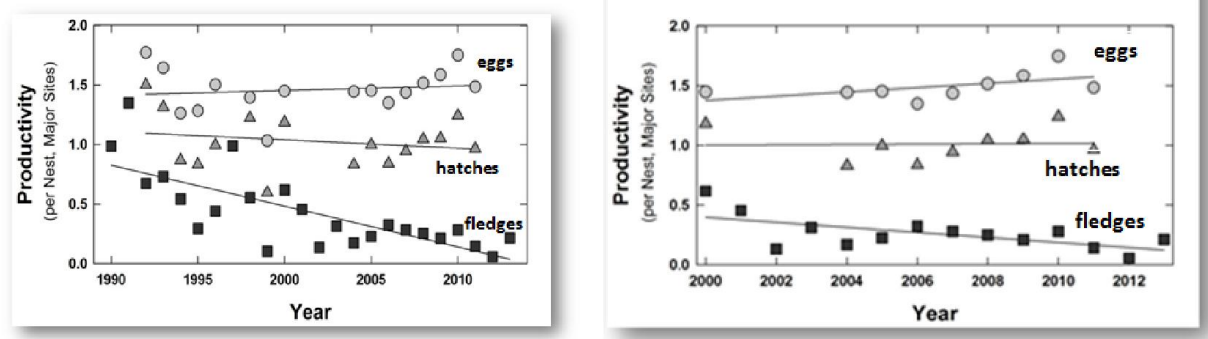 2.0
1.5
1.0
0.5
0.0
Productivity
(per Nest, Major Sites)
eggs
hatches
fledges
1990
1995
2000
2005
2010
Year
2.0
1.5
1.0
0.5
0.0
Productivity
(per Nest, Major Sites)
eggs
hatches
fledges
2000
2002
2004
2006
2008
2010
2012
Year